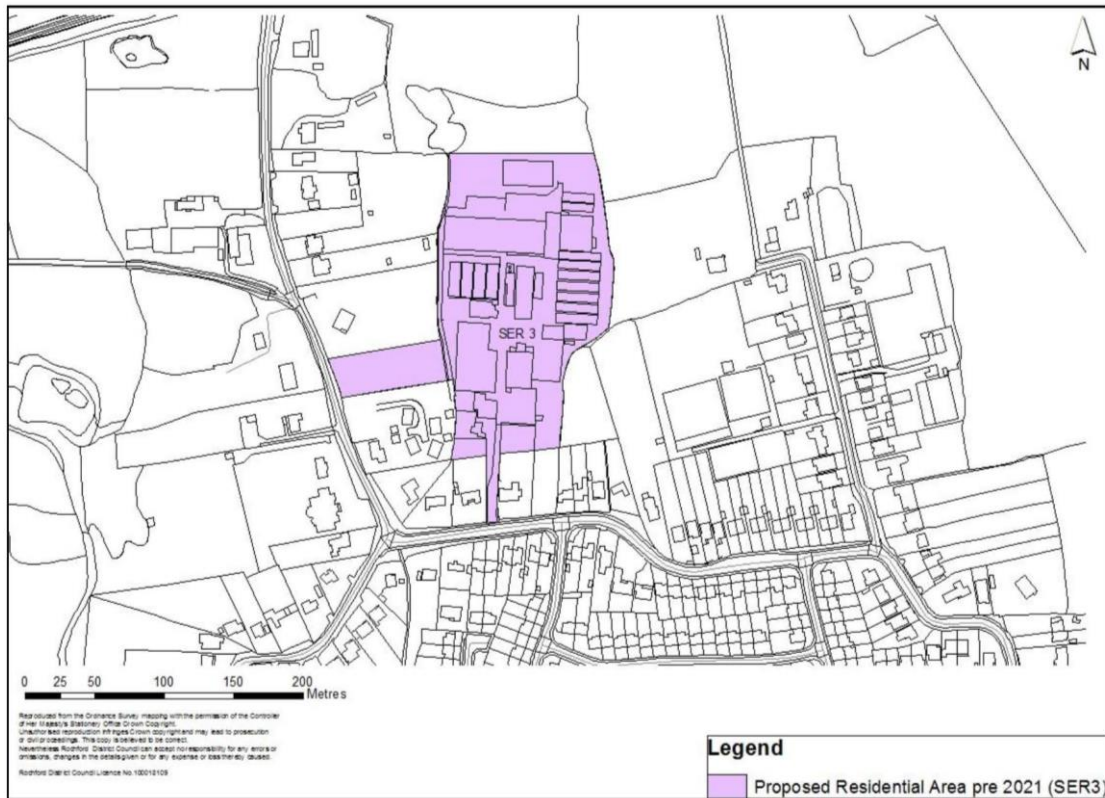 N
SER 3
0 25 50 100 150 200
Metres
Reproduced from the Ordnance Survey mapping with the permission of the Controller
of Her Majesty's Stationery Office Crown Copyright.
Unauthorised reproduction infringes Crown copyright and may lead to prosecution
or civil proceedings. This copy is believed to be correct.
Nevertheless Rochford District Council can accept no responsibility for any errors or
omissions, changes in the details given or for any expense or loss thereby caused.
Rochford District Council Licence No.100018109
Legend
Proposed Residential Area pre 2021 (SER3)